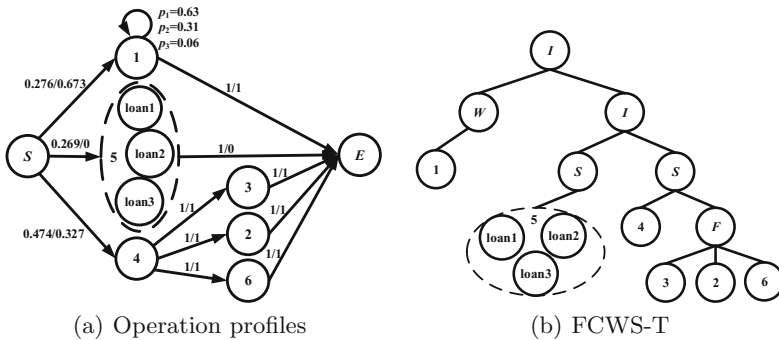 p1=0.63
p2=0.31
p3=0.06
1
0.276/0.673
1/1
loan1
S
0.269/0
5
loan2
1/0
E
loan3
3
1/1
1/1
0.474/0.327
4
1/1
2
1/1
1/1
6
1/1
(a) Operation profiles
I
W
I
1
S
S
5
loan1
loan2
loan3
4
F
3
2
6
(b) FCWS-T